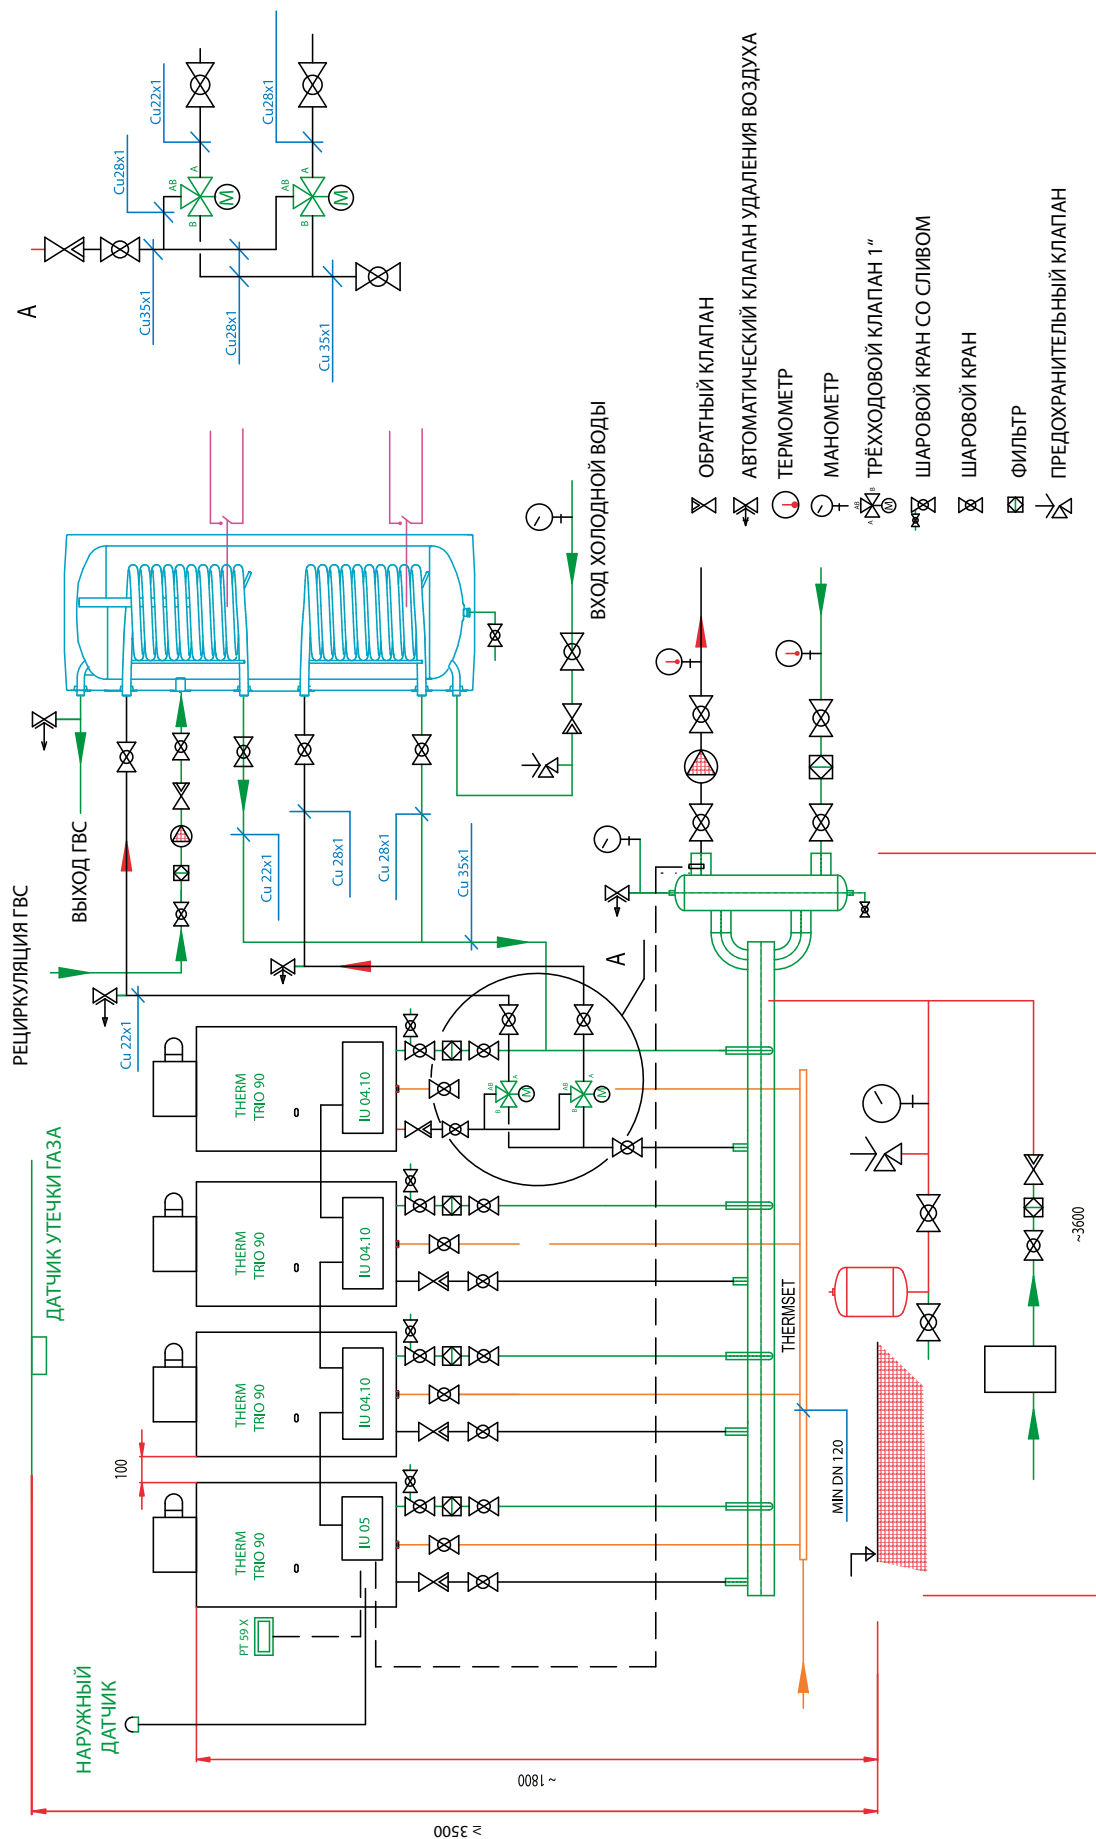 НАРУЖНЫЙ
ДАТЧИК
ДАТЧИК УТЕЧКИ ГАЗА
РЕЦИРКУЛЯЦИЯ ГВС
ВЫХОД ГВС
PT 59 X
THERM
TRIO 90
IU 05
100
THERM
TRIO 90
IU 04.10
THERM
TRIO 90
IU 04.10
THERM
TRIO 90
IU 04.10
Cu 22x1
Cu 22x1
Cu 28x1
Cu 28x1
Cu 35x1
A
AB
A
B
M
AB
A
B
M
THERMSET
MIN DN 120
~ 1800
≥ 3500
~3600
ВХОД ХОЛОДНОЙ ВОДЫ
A
Cu28x1
Cu22x1
Cu28x1
Cu35x1
Cu28x1
Cu 35x1
AB
A
B
M
AB
A
B
M
ОБРАТНЫЙ КЛАПАН
АВТОМАТИЧЕСКИЙ КЛАПАН УДАЛЕНИЯ ВОЗДУХА
ТЕРМОМЕТР
МАНОМЕТР
A
AB
B
M
ТРЁХХОДОВОЙ КЛАПАН 1“
ШАРОВОЙ КРАН СО СЛИВОМ
ШАРОВОЙ КРАН
ФИЛЬТР
ПРЕДОХРАНИТЕЛЬНЫЙ КЛАПАН